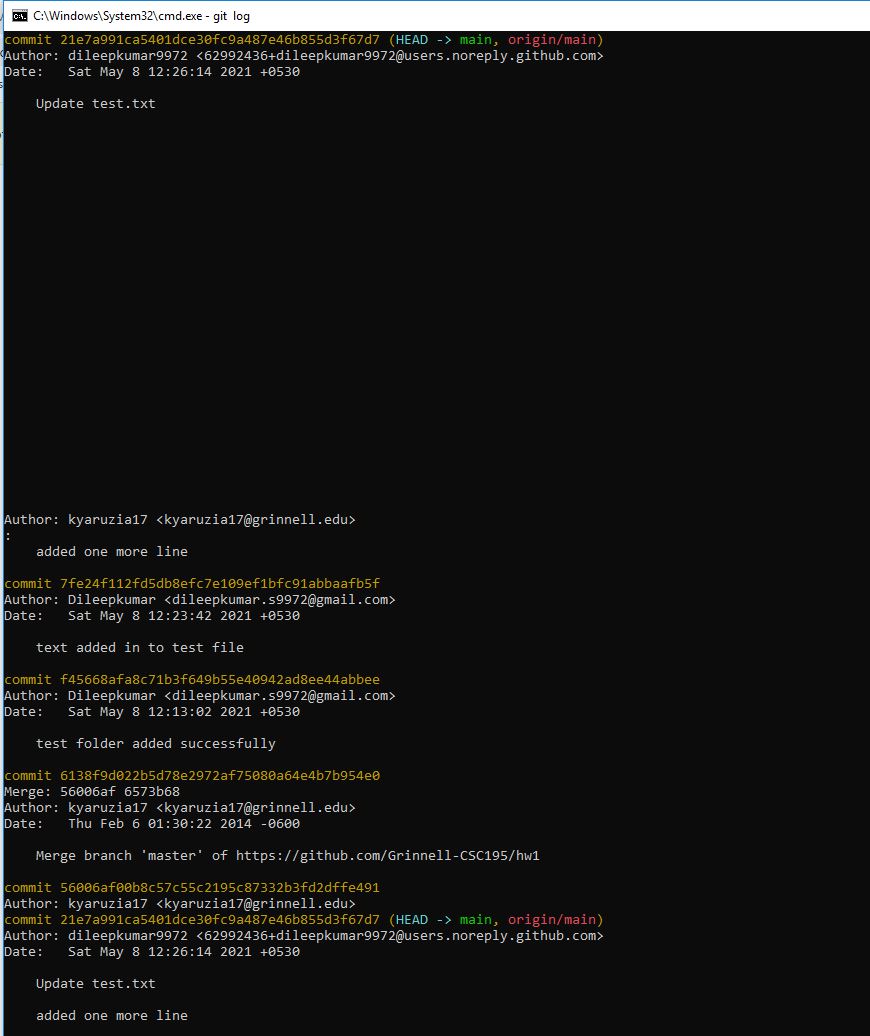 C:\Windows\System32\cmd.exe - git log
commit 21e7a991ca5401dce30fc9a487e46b855d3f67d7 (HEAD -> main, origin/main)
Author: dileepkumar9972 <62992436+dileepkumar9972@users.noreply.github.com>
Date:   Sat May 8 12:26:14 2021 +0530
Update test.txt
Author: kyaruzia17 <kyaruzia17@grinnell.edu>
:
added one more line
commit 7fe24f112fd5db8efc7e109ef1bfc91abbaafb5f
Author: Dileepkumar <dileepkumar.s9972@gmail.com>
Date:   Sat May 8 12:23:42 2021 +0530
text added in to test file
commit f45668afa8c71b3f649b55e40942ad8ee44abbee
Author: Dileepkumar <dileepkumar.s9972@gmail.com>
Date:   Sat May 8 12:13:02 2021 +0530
test folder added successfully
commit 6138f9d022b5d78e2972af75080a64e4b7b954e0
Merge: 56006af 6573b68
Author: kyaruzia17 <kyaruzia17@grinnell.edu>
Date:   Thu Feb 6 01:30:22 2014 -0600
Merge branch 'master' of https://github.com/Grinnell-CSC195/hw1
commit 56006af00b8c57c55c2195c87332b3fd2dffe491
Author: kyaruzia17 <kyaruzia17@grinnell.edu>
commit 21e7a991ca5401dce30fc9a487e46b855d3f67d7 (HEAD -> main, origin/main)
Author: dileepkumar9972 <62992436+dileepkumar9972@users.noreply.github.com>
Date:   Sat May 8 12:26:14 2021 +0530
Update test.txt
added one more line